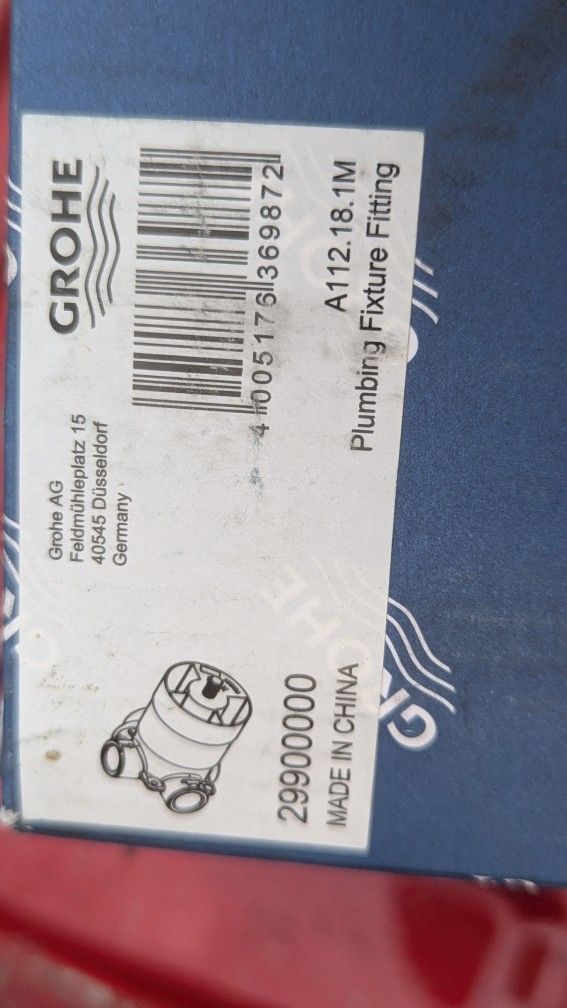 GROHE
Grohe AG
Feldmühleplatz 15
40545 Düsseldorf
Germany
4 005176 369872
A112.18.1M
Plumbing Fixture Fitting
29900000
MADE IN CHINA
GROHE